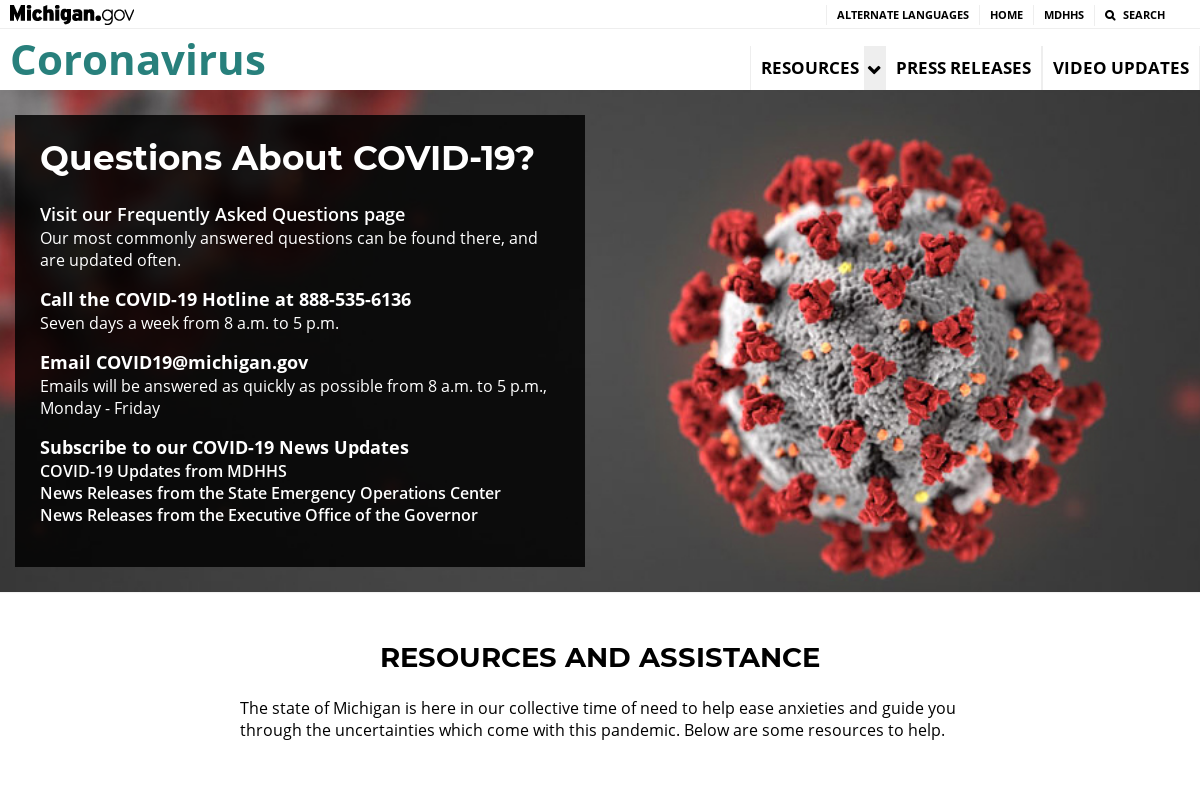 Michigan.gov
ALTERNATE LANGUAGES HOME MDHHS SEARCH
Coronavirus
RESOURCES PRESS RELEASES VIDEO UPDATES
Questions About COVID-19?
Visit our Frequently Asked Questions page
Our most commonly answered questions can be found there, and
are updated often.
Call the COVID-19 Hotline at 888-535-6136
Seven days a week from 8 a.m. to 5 p.m.
Email COVID19@michigan.gov
Emails will be answered as quickly as possible from 8 a.m. to 5 p.m.,
Monday - Friday
Subscribe to our COVID-19 News Updates
COVID-19 Updates from MDHHS
News Releases from the State Emergency Operations Center
News Releases from the Executive Office of the Governor
RESOURCES AND ASSISTANCE
The state of Michigan is here in our collective time of need to help ease anxieties and guide you
through the uncertainties which come with this pandemic. Below are some resources to help.